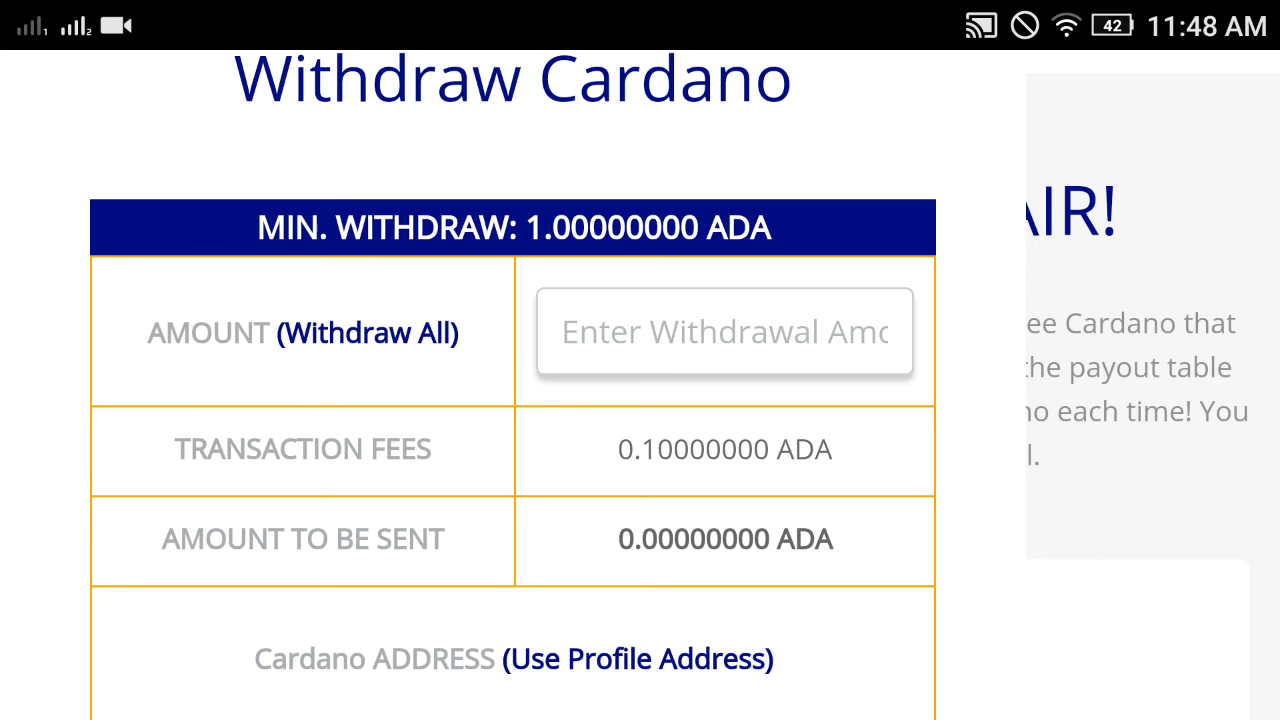 1 2 42 11:48 AM
Withdraw Cardano
MIN. WITHDRAW: 1.00000000 ADA
AMOUNT (Withdraw All) Enter Withdrawal Amo
TRANSACTION FEES 0.10000000 ADA
AMOUNT TO BE SENT 0.00000000 ADA
Cardano ADDRESS (Use Profile Address)
AIR!
ee Cardano that
the payout table
no each time! You
l.